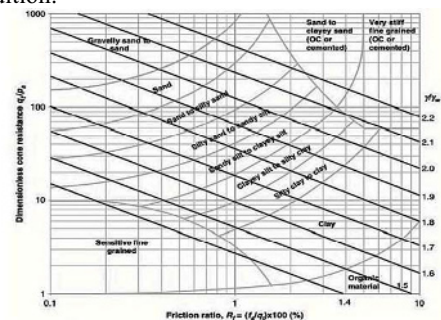 ution.
Sand to
clayey sand
(OC or
cemented)
Very stiff
fine grained
(OC or
cemented)
1000
Gravelly sand to
sand
Sand
Sand to silty sand
Silty sand to sandy silt
Sandy silt to clayey silt
Clayey silt to silty clay
Silty clay to clay
Clay
Sensitive fine
grained
Organic
material
Dimensionless cone resistance qt/pa
100
10
1
γ/γw
2.2
2.1
2.0
1.9
1.8
1.7
1.6
1.5
0.1
1
1.4
10
Friction ratio, Rf = (fs/qt)x100 (%)